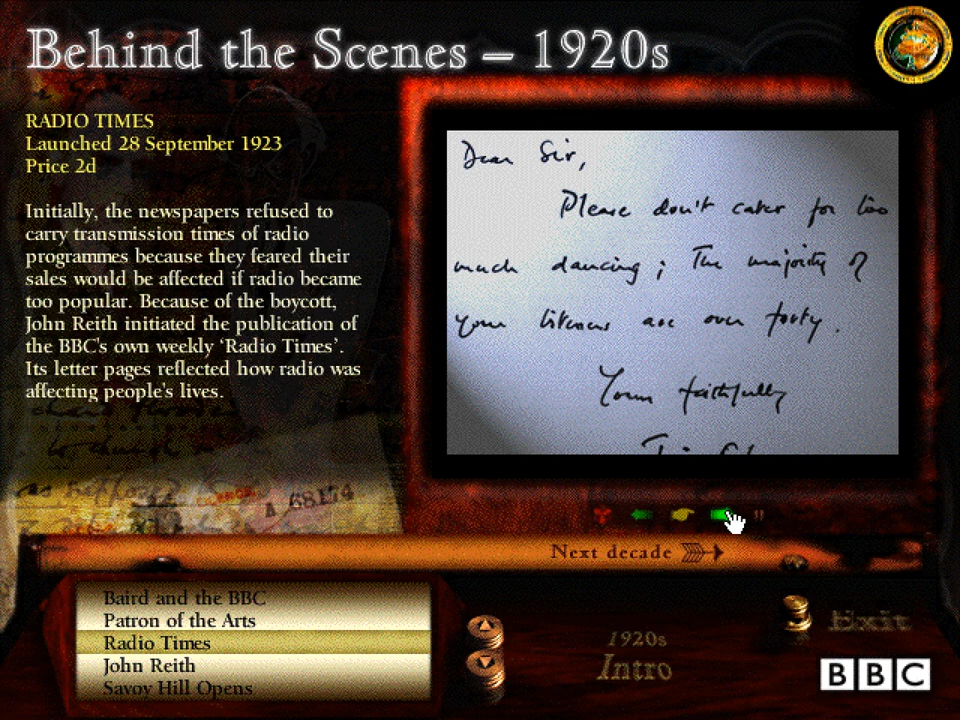 Behind the Scenes – 1920s
RADIO TIMES
Launched 28 September 1923
Price 2d
Initially, the newspapers refused to
carry transmission times of radio
programmes because they feared their
sales would be affected if radio became
too popular. Because of the boycott,
John Reith initiated the publication of
the BBC's own weekly ‘Radio Times’.
Its letter pages reflected how radio was
affecting people's lives.
Dear Sir,
Please don't cater for too
much dancing; The majority of
your listeners are over forty.
Yours faithfully
A 68174
Next decade
Baird and the BBC
Patron of the Arts
Radio Times
John Reith
Savoy Hill Opens
1920s
Intro
Exit
BBC